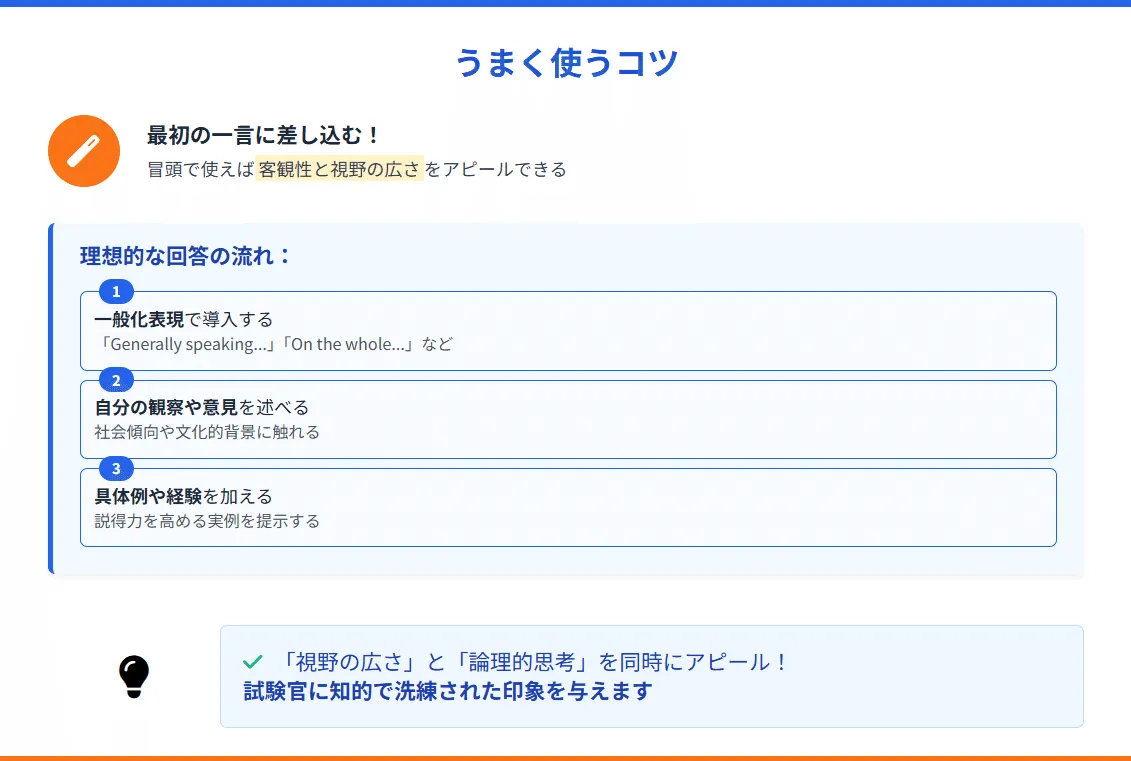 うまく使うコツ
最初の一言に差し込む！
冒頭で使えば客観性と視野の広さをアピールできる
理想的な回答の流れ：
1
一般化表現で導入する
「Generally speaking...」「On the whole...」など
2
自分の観察や意見を述べる
社会傾向や文化的背景に触れる
3
具体例や経験を加える
説得力を高める実例を提示する
「視野の広さ」と「論理的思考」を同時にアピール！
試験官に知的で洗練された印象を与えます